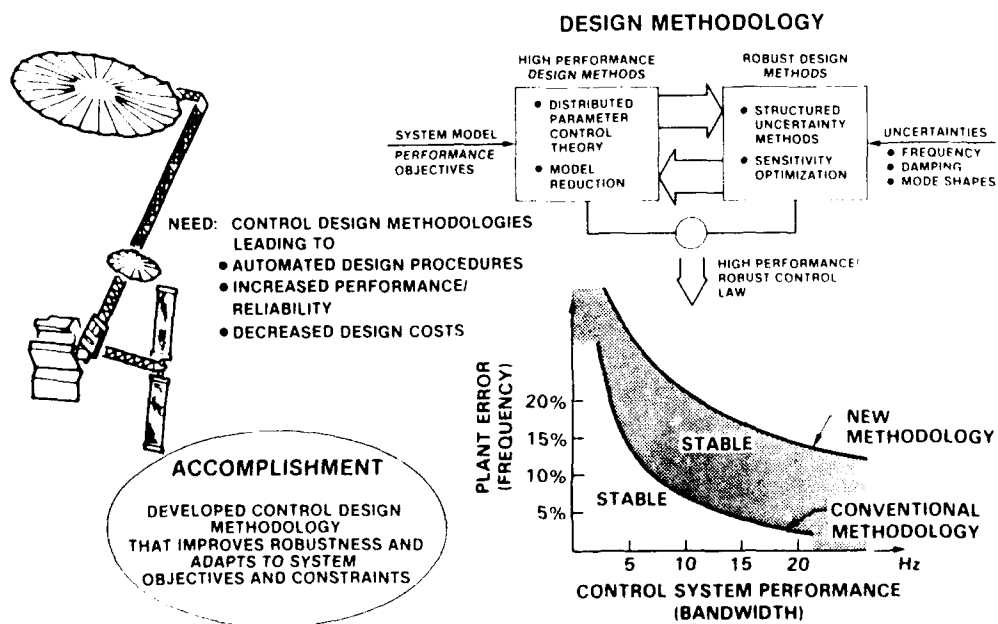 DESIGN METHODOLOGY
HIGH PERFORMANCE
DESIGN METHODS
ROBUST DESIGN
METHODS
SYSTEM MODEL
PERFORMANCE
OBJECTIVES
● DISTRIBUTED
PARAMETER
CONTROL
THEORY
● MODEL
REDUCTION
● STRUCTURED
UNCERTAINTY
METHODS
● SENSITIVITY
OPTIMIZATION
UNCERTAINTIES
● FREQUENCY
● DAMPING
● MODE SHAPES
HIGH PERFORMANCE/
ROBUST CONTROL
LAW
NEED: CONTROL DESIGN METHODOLOGIES
LEADING TO
● AUTOMATED DESIGN PROCEDURES
● INCREASED PERFORMANCE/
RELIABILITY
● DECREASED DESIGN COSTS
ACCOMPLISHMENT
DEVELOPED CONTROL DESIGN
METHODOLOGY
THAT IMPROVES ROBUSTNESS AND
ADAPTS TO SYSTEM
OBJECTIVES AND CONSTRAINTS
PLANT ERROR
(FREQUENCY)
20%
15%
10%
5%
STABLE
STABLE
NEW
METHODOLOGY
CONVENTIONAL
METHODOLOGY
5 10 15 20 Hz
CONTROL SYSTEM PERFORMANCE
(BANDWIDTH)